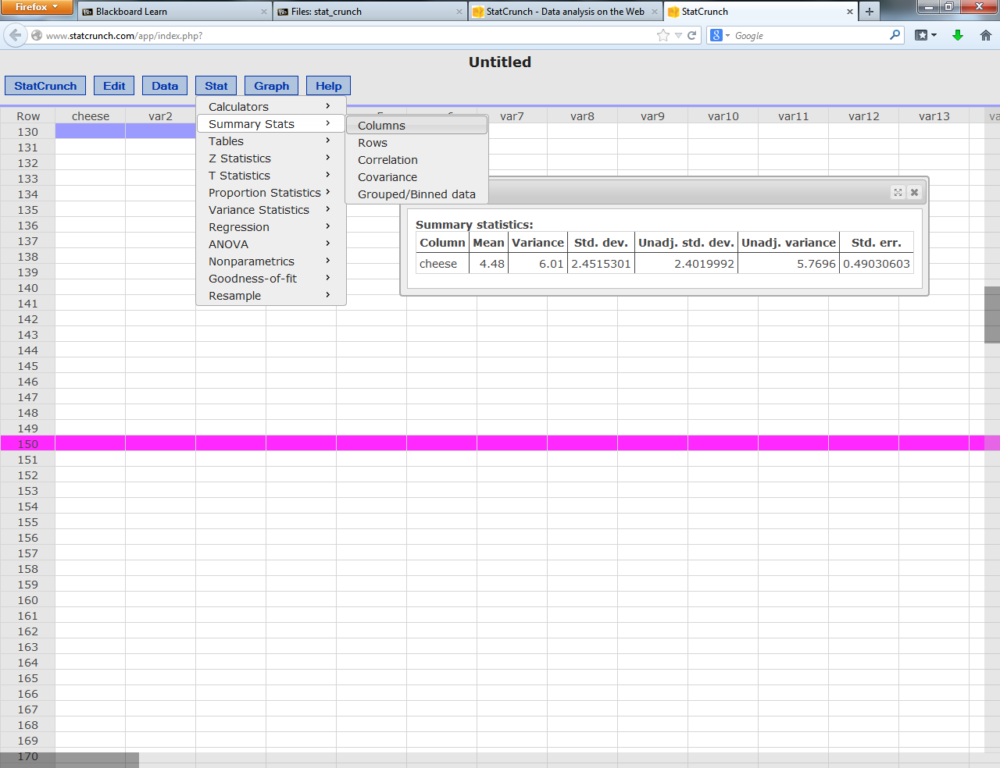 Firefox
Blackboard Learn
Files: stat_crunch
StatCrunch - Data analysis on the Web
StatCrunch
www.statcrunch.com/app/index.php?
Google
Untitled
StatCrunch Edit Data Stat Graph Help
Row cheese var2 var7 var8 var9 var10 var11 var12 var13 va
Calculators
Summary Stats
Tables
Z Statistics
T Statistics
Proportion Statistics
Variance Statistics
Regression
ANOVA
Nonparametrics
Goodness-of-fit
Resample
Columns
Rows
Correlation
Covariance
Grouped/Binned data
Summary statistics:
Column Mean Variance Std. dev. Unadj. std. dev. Unadj. variance Std. err.
cheese 4.48 6.01 2.4515301 2.4019992 5.7696 0.49030603
130
131
132
133
134
135
136
137
138
139
140
141
142
143
144
145
146
147
148
149
150
151
152
153
154
155
156
157
158
159
160
161
162
163
164
165
166
167
168
169
170